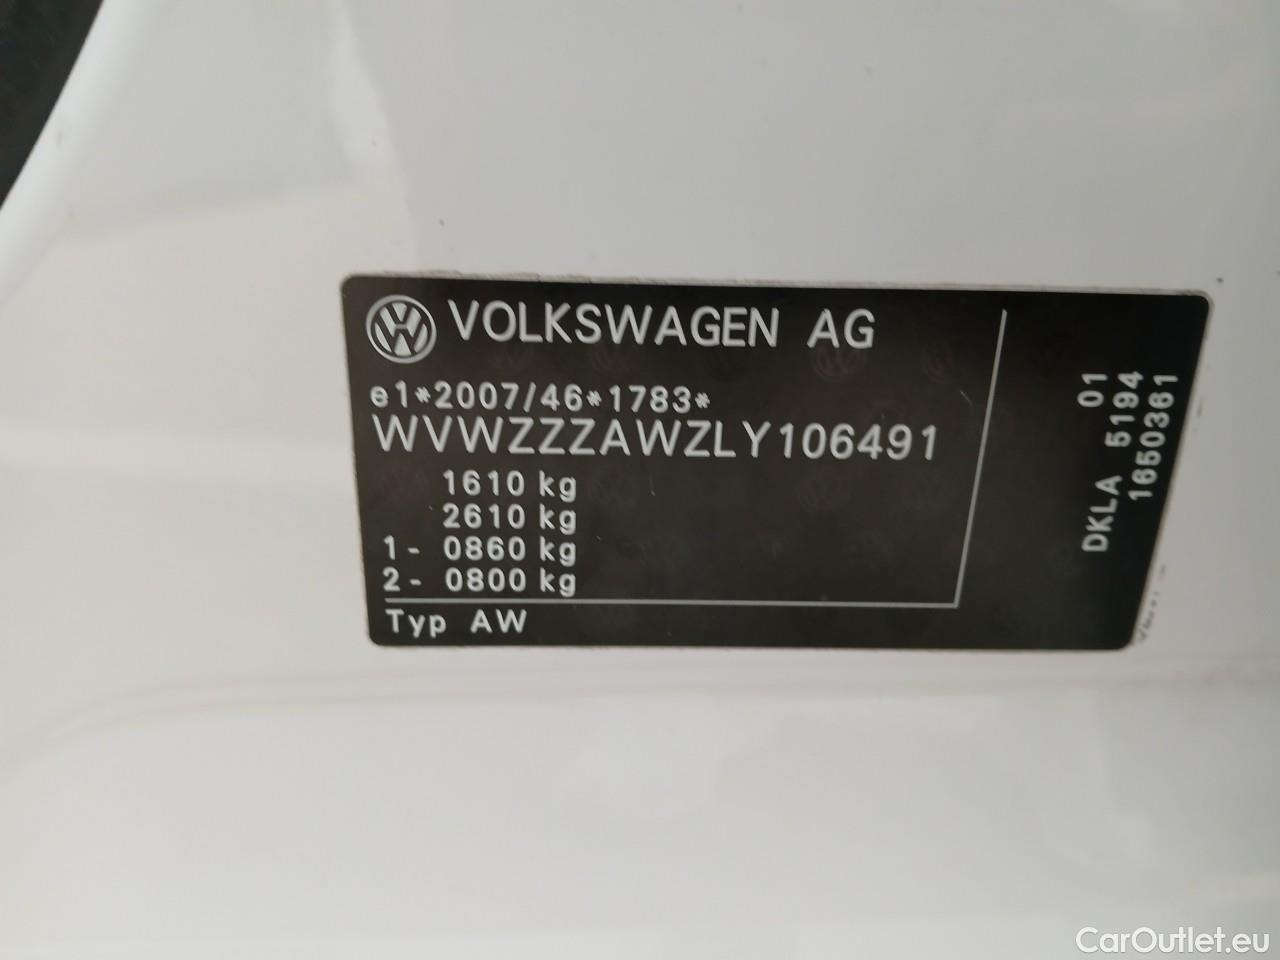 VOLKSWAGEN AG
e1*2007/46*1783*
WVWZZZAWZLY106491
1610 kg
2610 kg
1- 0860 kg
2- 0800 kg
Typ AW
01
DKLA 5194
1650361
CarOutlet.eu